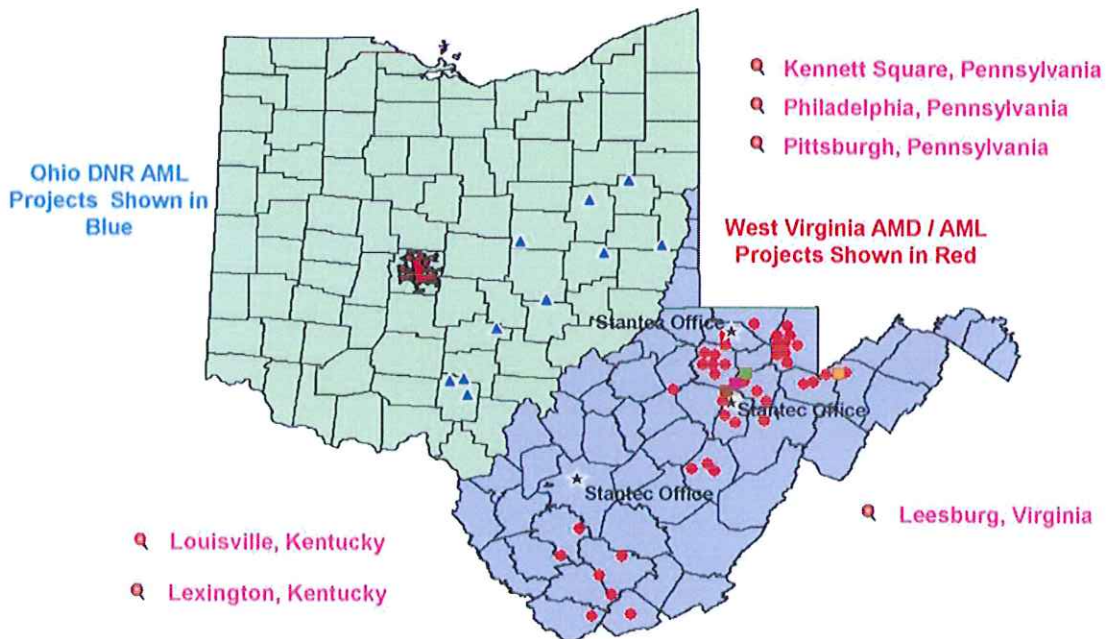 Kennett Square, Pennsylvania
Philadelphia, Pennsylvania
Pittsburgh, Pennsylvania
Ohio DNR AML
Projects Shown in
Blue
West Virginia AMD / AML
Projects Shown in Red
Stantec Office
Stantec Office
Stantec Office
Leesburg, Virginia
Louisville, Kentucky
Lexington, Kentucky